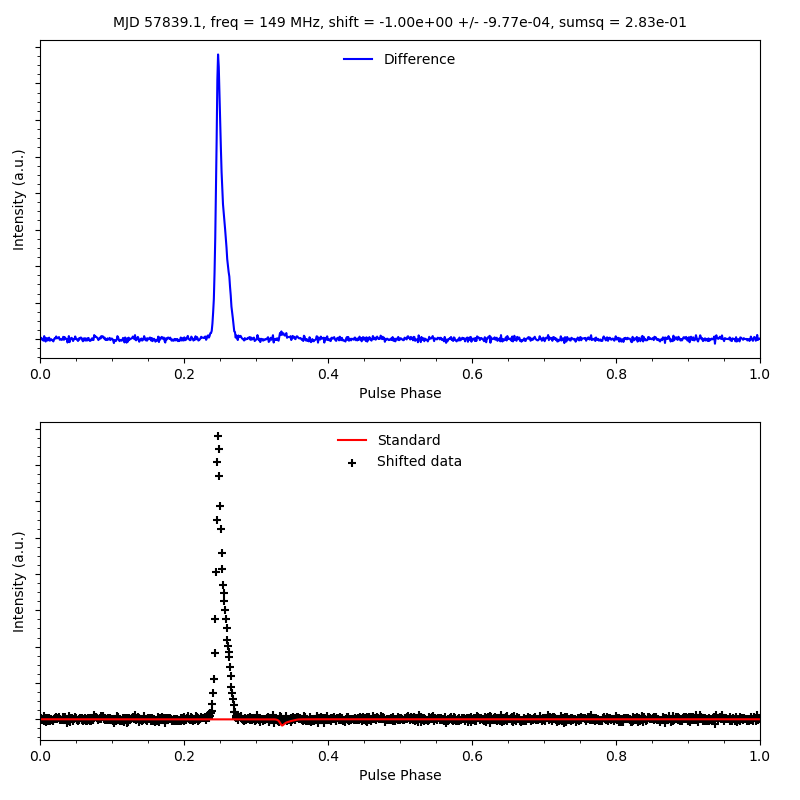 MJD 57839.1, freq = 149 MHz, shift = -1.00e+00 +/- -9.77e-04, sumsq = 2.83e-01
Difference
Intensity (a.u.)
0.0 0.2 0.4 0.6 0.8 1.0
Pulse Phase
Standard
Shifted data
Intensity (a.u.)
0.0 0.2 0.4 0.6 0.8 1.0
Pulse Phase